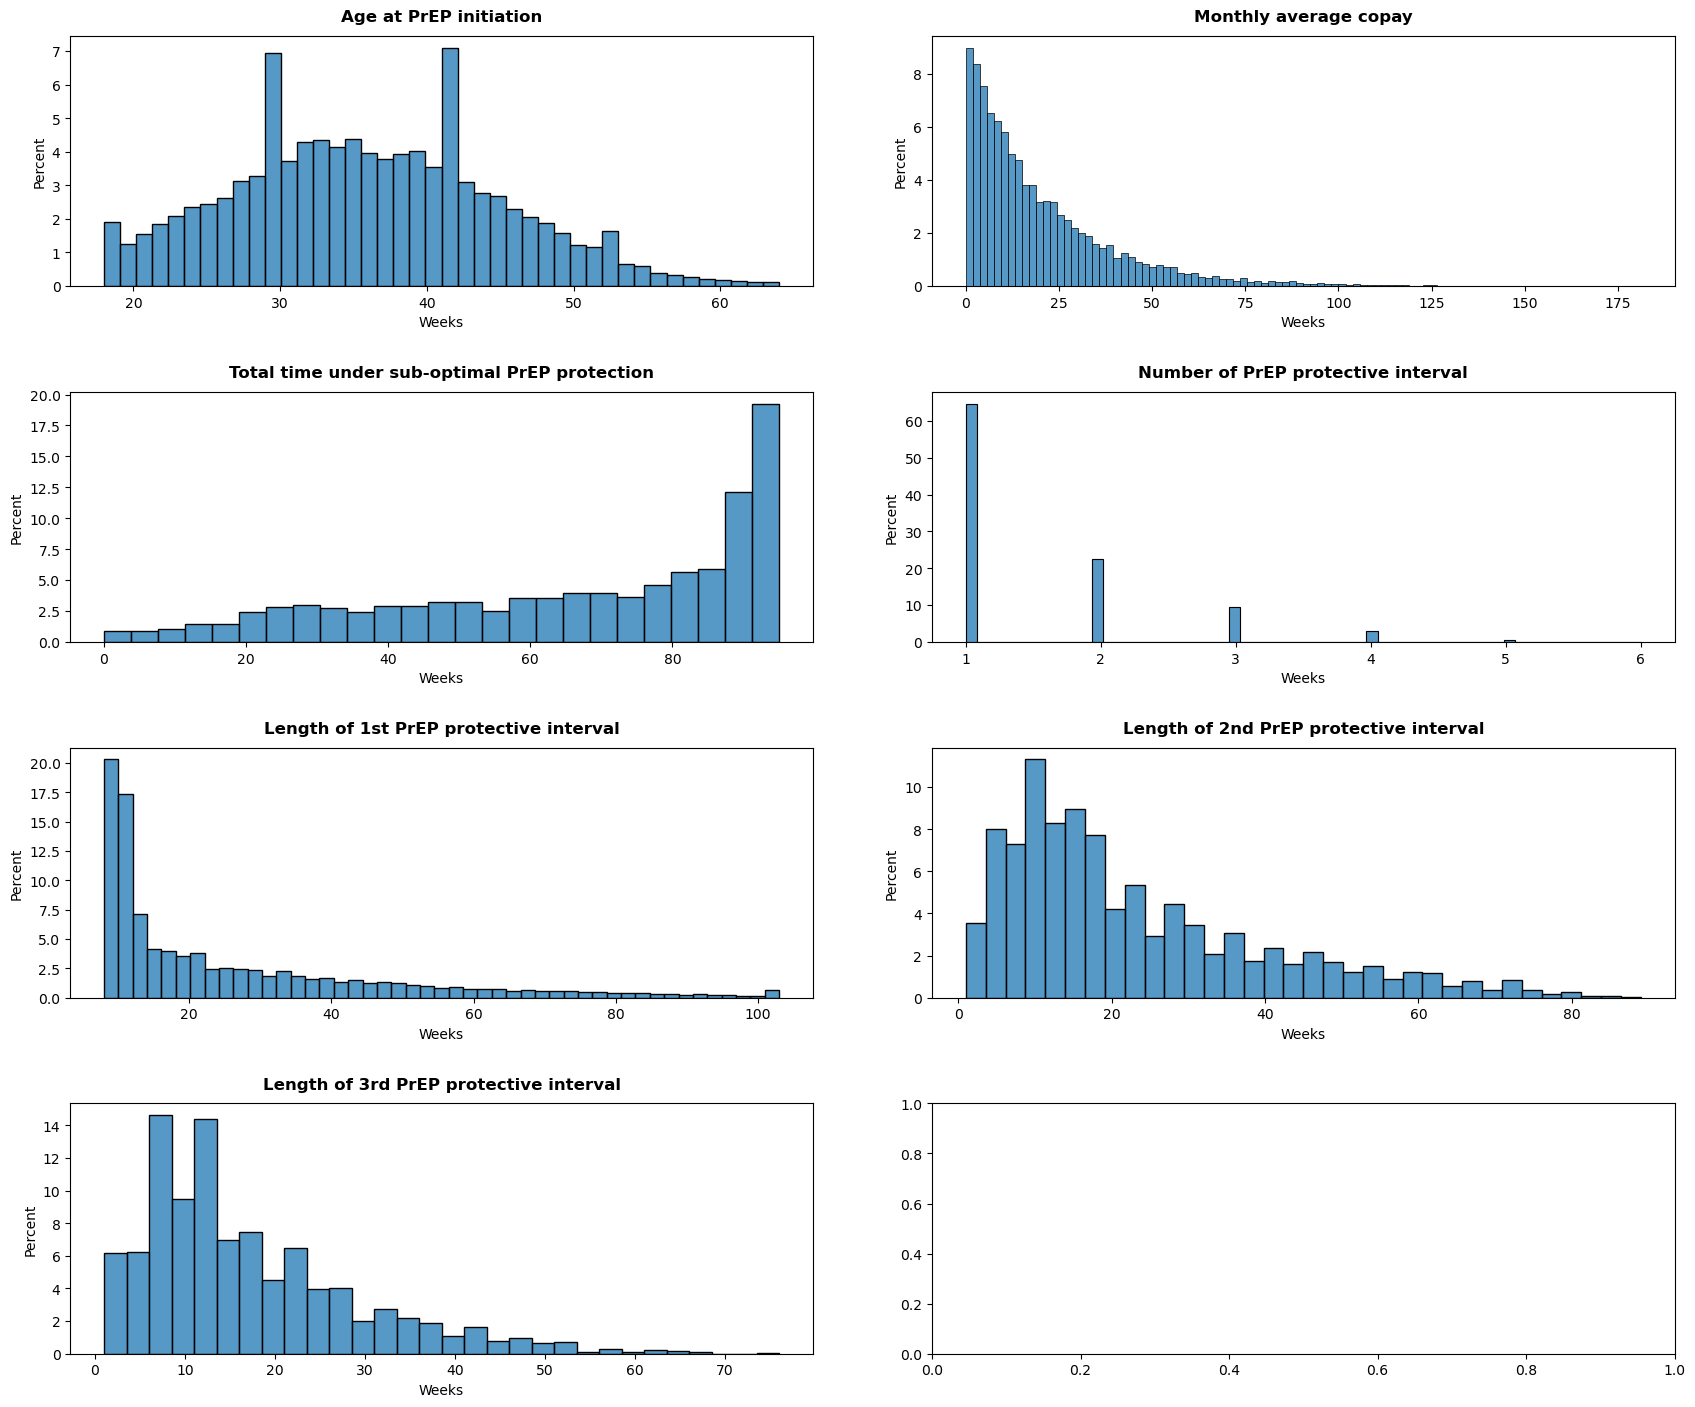 Age at PrEP initiation
Percent
7
6
5
4
3
2
1
0
20 30 40 50 60
Weeks
Monthly average copay
Percent
8
6
4
2
0
0 25 50 75 100 125 150 175
Weeks
Total time under sub-optimal PrEP protection
Percent
20.0
17.5
15.0
12.5
10.0
7.5
5.0
2.5
0.0
0 20 40 60 80
Weeks
Number of PrEP protective interval
Percent
60
50
40
30
20
10
0
1 2 3 4 5 6
Weeks
Length of 1st PrEP protective interval
Percent
20.0
17.5
15.0
12.5
10.0
7.5
5.0
2.5
0.0
20 40 60 80 100
Weeks
Length of 2nd PrEP protective interval
Percent
10
8
6
4
2
0
0 20 40 60 80
Weeks
Length of 3rd PrEP protective interval
Percent
14
12
10
8
6
4
2
0
0 10 20 30 40 50 60 70
Weeks
1.0
0.8
0.6
0.4
0.2
0.0
0.0 0.2 0.4 0.6 0.8 1.0